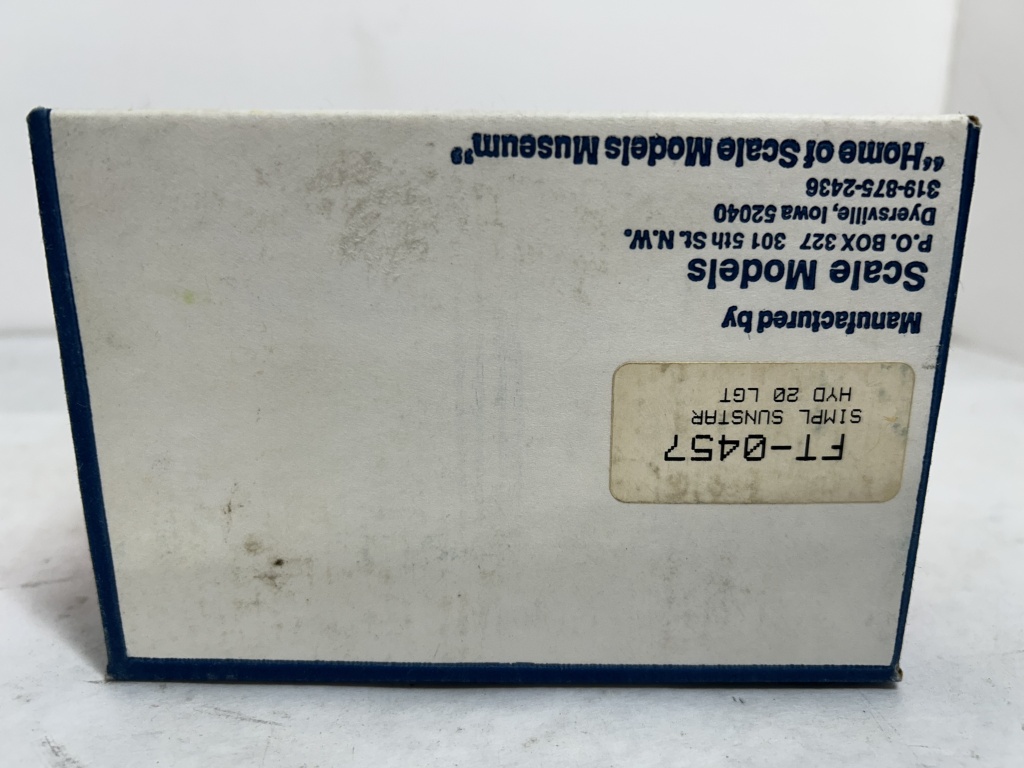 FT-0457
SIMPL SUNSTAR
HYD 20 LGT
Manufactured by
Scale Models
P.O. BOX 327 301 5th St. N.W.
Dyersville, Iowa 52040
319-875-2436
“Home of Scale Models Museum”